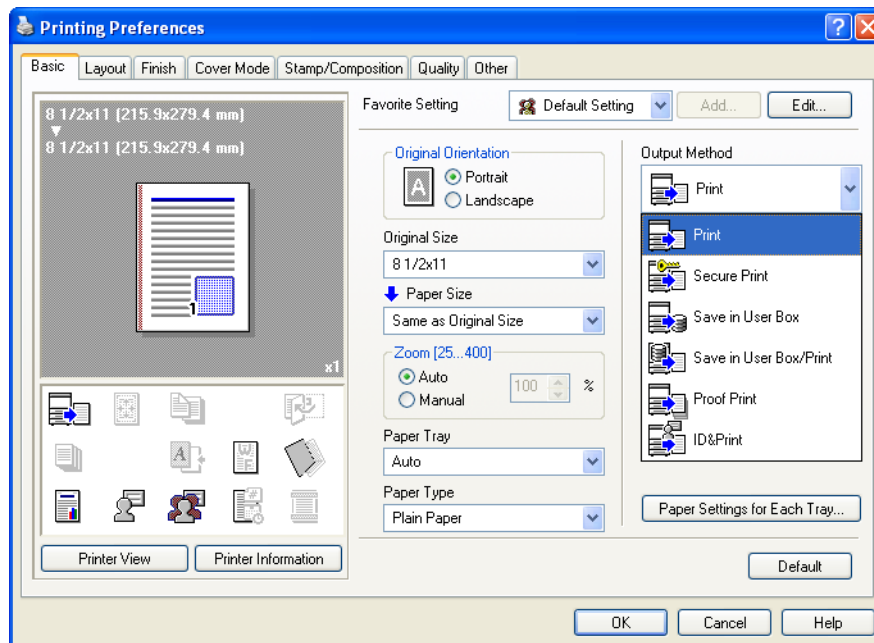 Printing Preferences
Basic Layout Finish Cover Mode Stamp/Composition Quality Other
8 1/2x11 (215.9x279.4 mm)
8 1/2x11 (215.9x279.4 mm)
1
x1
Printer View Printer Information
Favorite Setting Default Setting Add... Edit...
Original Orientation
A
Portrait
Landscape
Original Size
8 1/2x11
Paper Size
Same as Original Size
Zoom [25...400]
Auto
Manual
100 %
Paper Tray
Auto
Paper Type
Plain Paper
Output Method
Print
Print
Secure Print
Save in User Box
Save in User Box/Print
Proof Print
ID&Print
Paper Settings for Each Tray...
Default
OK Cancel Help